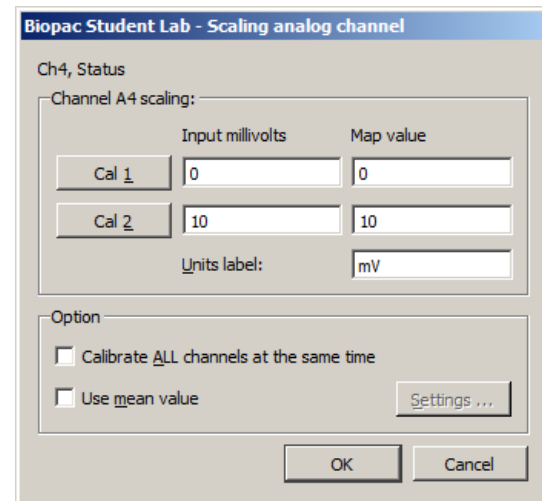 Biopac Student Lab - Scaling analog channel
Ch4, Status
Channel A4 scaling:
Input millivolts Map value
Cal 1 0 0
Cal 2 10 10
Units label: mV
Option
Calibrate ALL channels at the same time
Use mean value Settings ...
OK Cancel